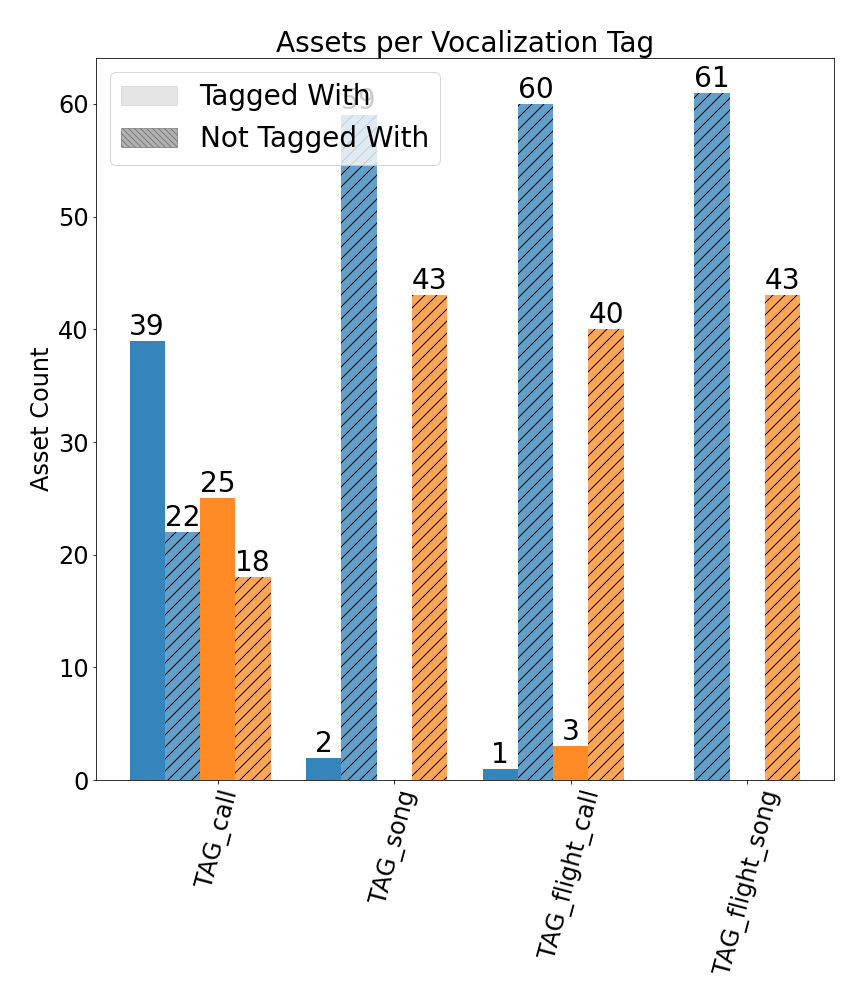 Assets per Vocalization Tag
Tagged With
Not Tagged With
Asset Count
60
50
40
30
20
10
0
39
22
25
18
2
59
43
1
60
3
40
61
43
TAG_call
TAG_song
TAG_flight_call
TAG_flight_song